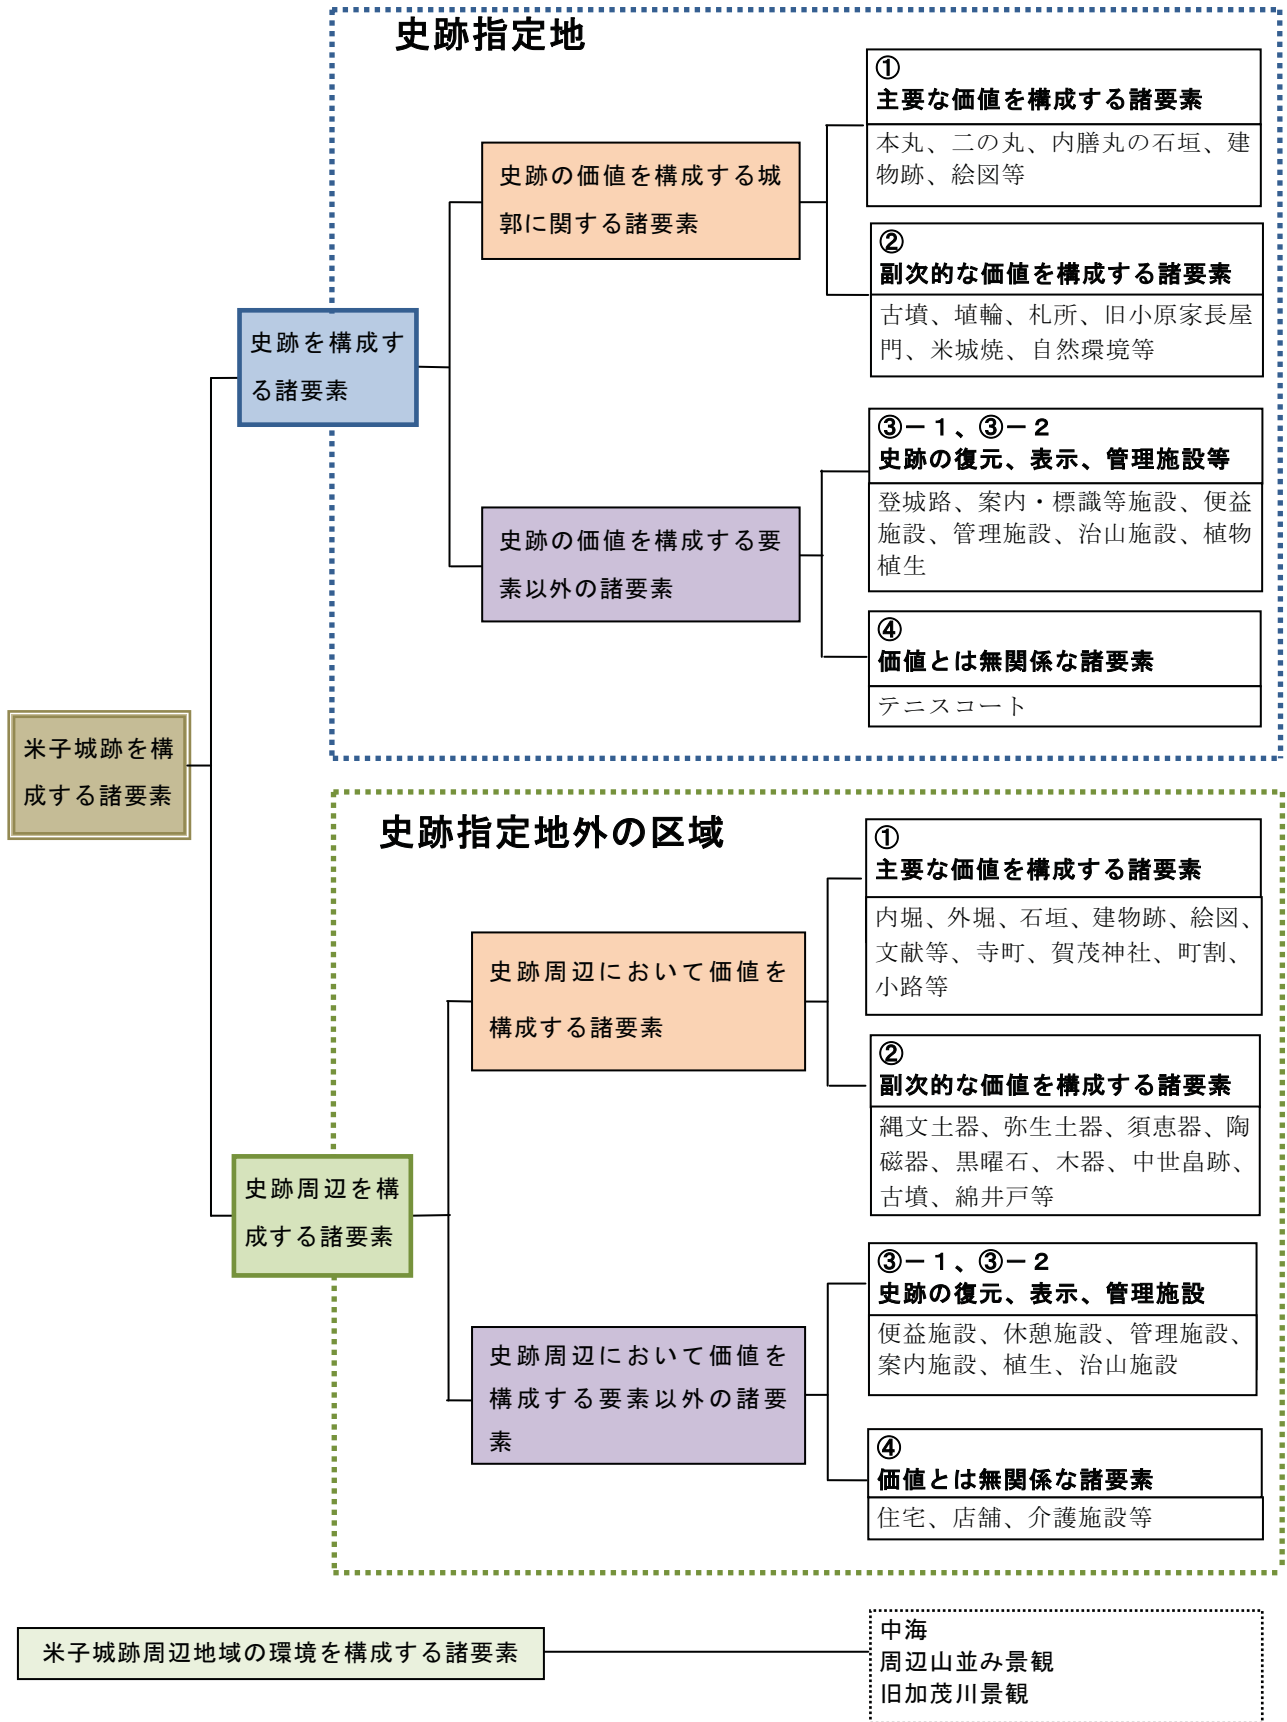 史跡指定地
①
主要な価値を構成する諸要素
本丸、二の丸、内膳丸の石垣、建
物跡、絵図等
史跡の価値を構成する城
郭に関する諸要素
②
副次的な価値を構成する諸要素
古墳、埴輪、札所、旧小原家長屋
門、米城焼、自然環境等
史跡を構成す
る諸要素
③－１、③－２
史跡の復元、表示、管理施設等
登城路、案内・標識等施設、便益
施設、管理施設、治山施設、植物
植生
史跡の価値を構成する要
素以外の諸要素
④
価値とは無関係な諸要素
テニスコート
米子城跡を構
成する諸要素
史跡指定地外の区域
①
主要な価値を構成する諸要素
内堀、外堀、石垣、建物跡、絵図、
文献等、寺町、賀茂神社、町割、
小路等
史跡周辺において価値を
構成する諸要素
②
副次的な価値を構成する諸要素
縄文土器、弥生土器、須恵器、陶
磁器、黒曜石、木器、中世畠跡、
古墳、綿井戸等
史跡周辺を構
成する諸要素
③－１、③－２
史跡の復元、表示、管理施設
便益施設、休憩施設、管理施設、
案内施設、植生、治山施設
史跡周辺において価値を
構成する要素以外の諸要
素
④
価値とは無関係な諸要素
住宅、店舗、介護施設等
米子城跡周辺地域の環境を構成する諸要素
中海
周辺山並み景観
旧加茂川景観